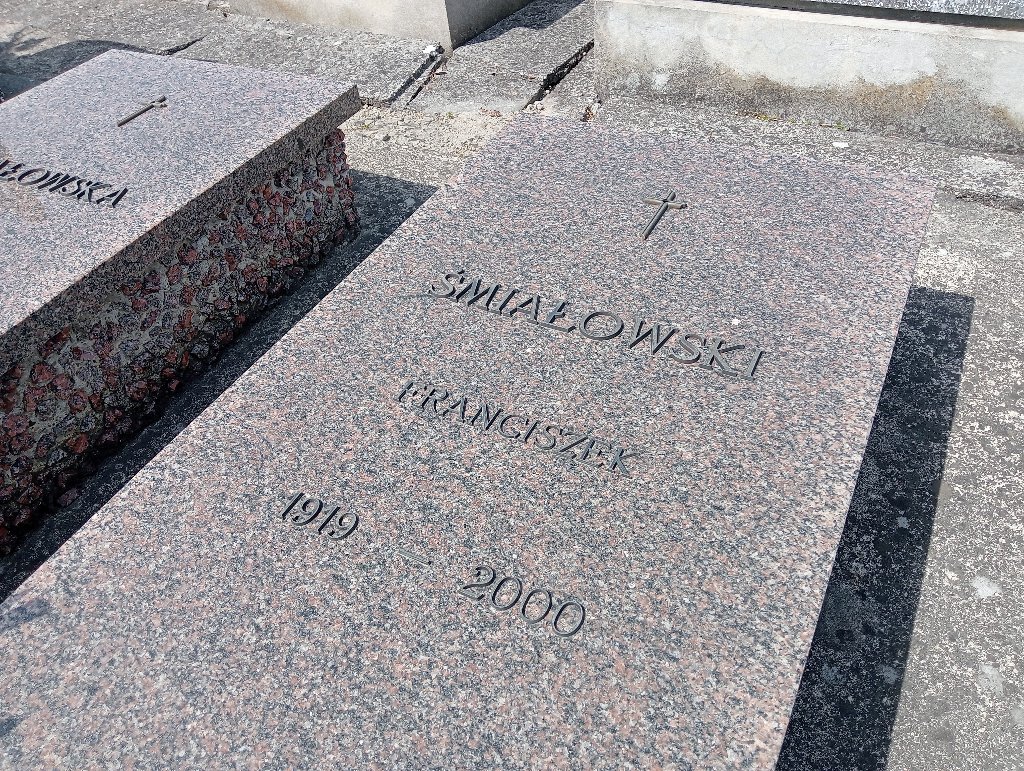 ŚMIAŁOWSKI
FRANCISZEK
1919 — 2000